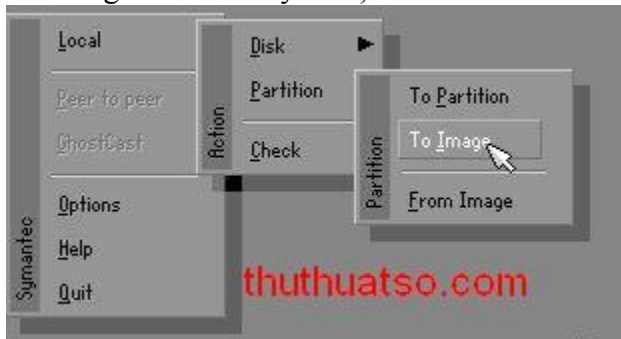 Local
Peer to peer
GhostCast
Options
Help
Quit
Symantec
Disk
Partition
Check
Action
To Partition
To Image
From Image
Partition
thuthuatso.com